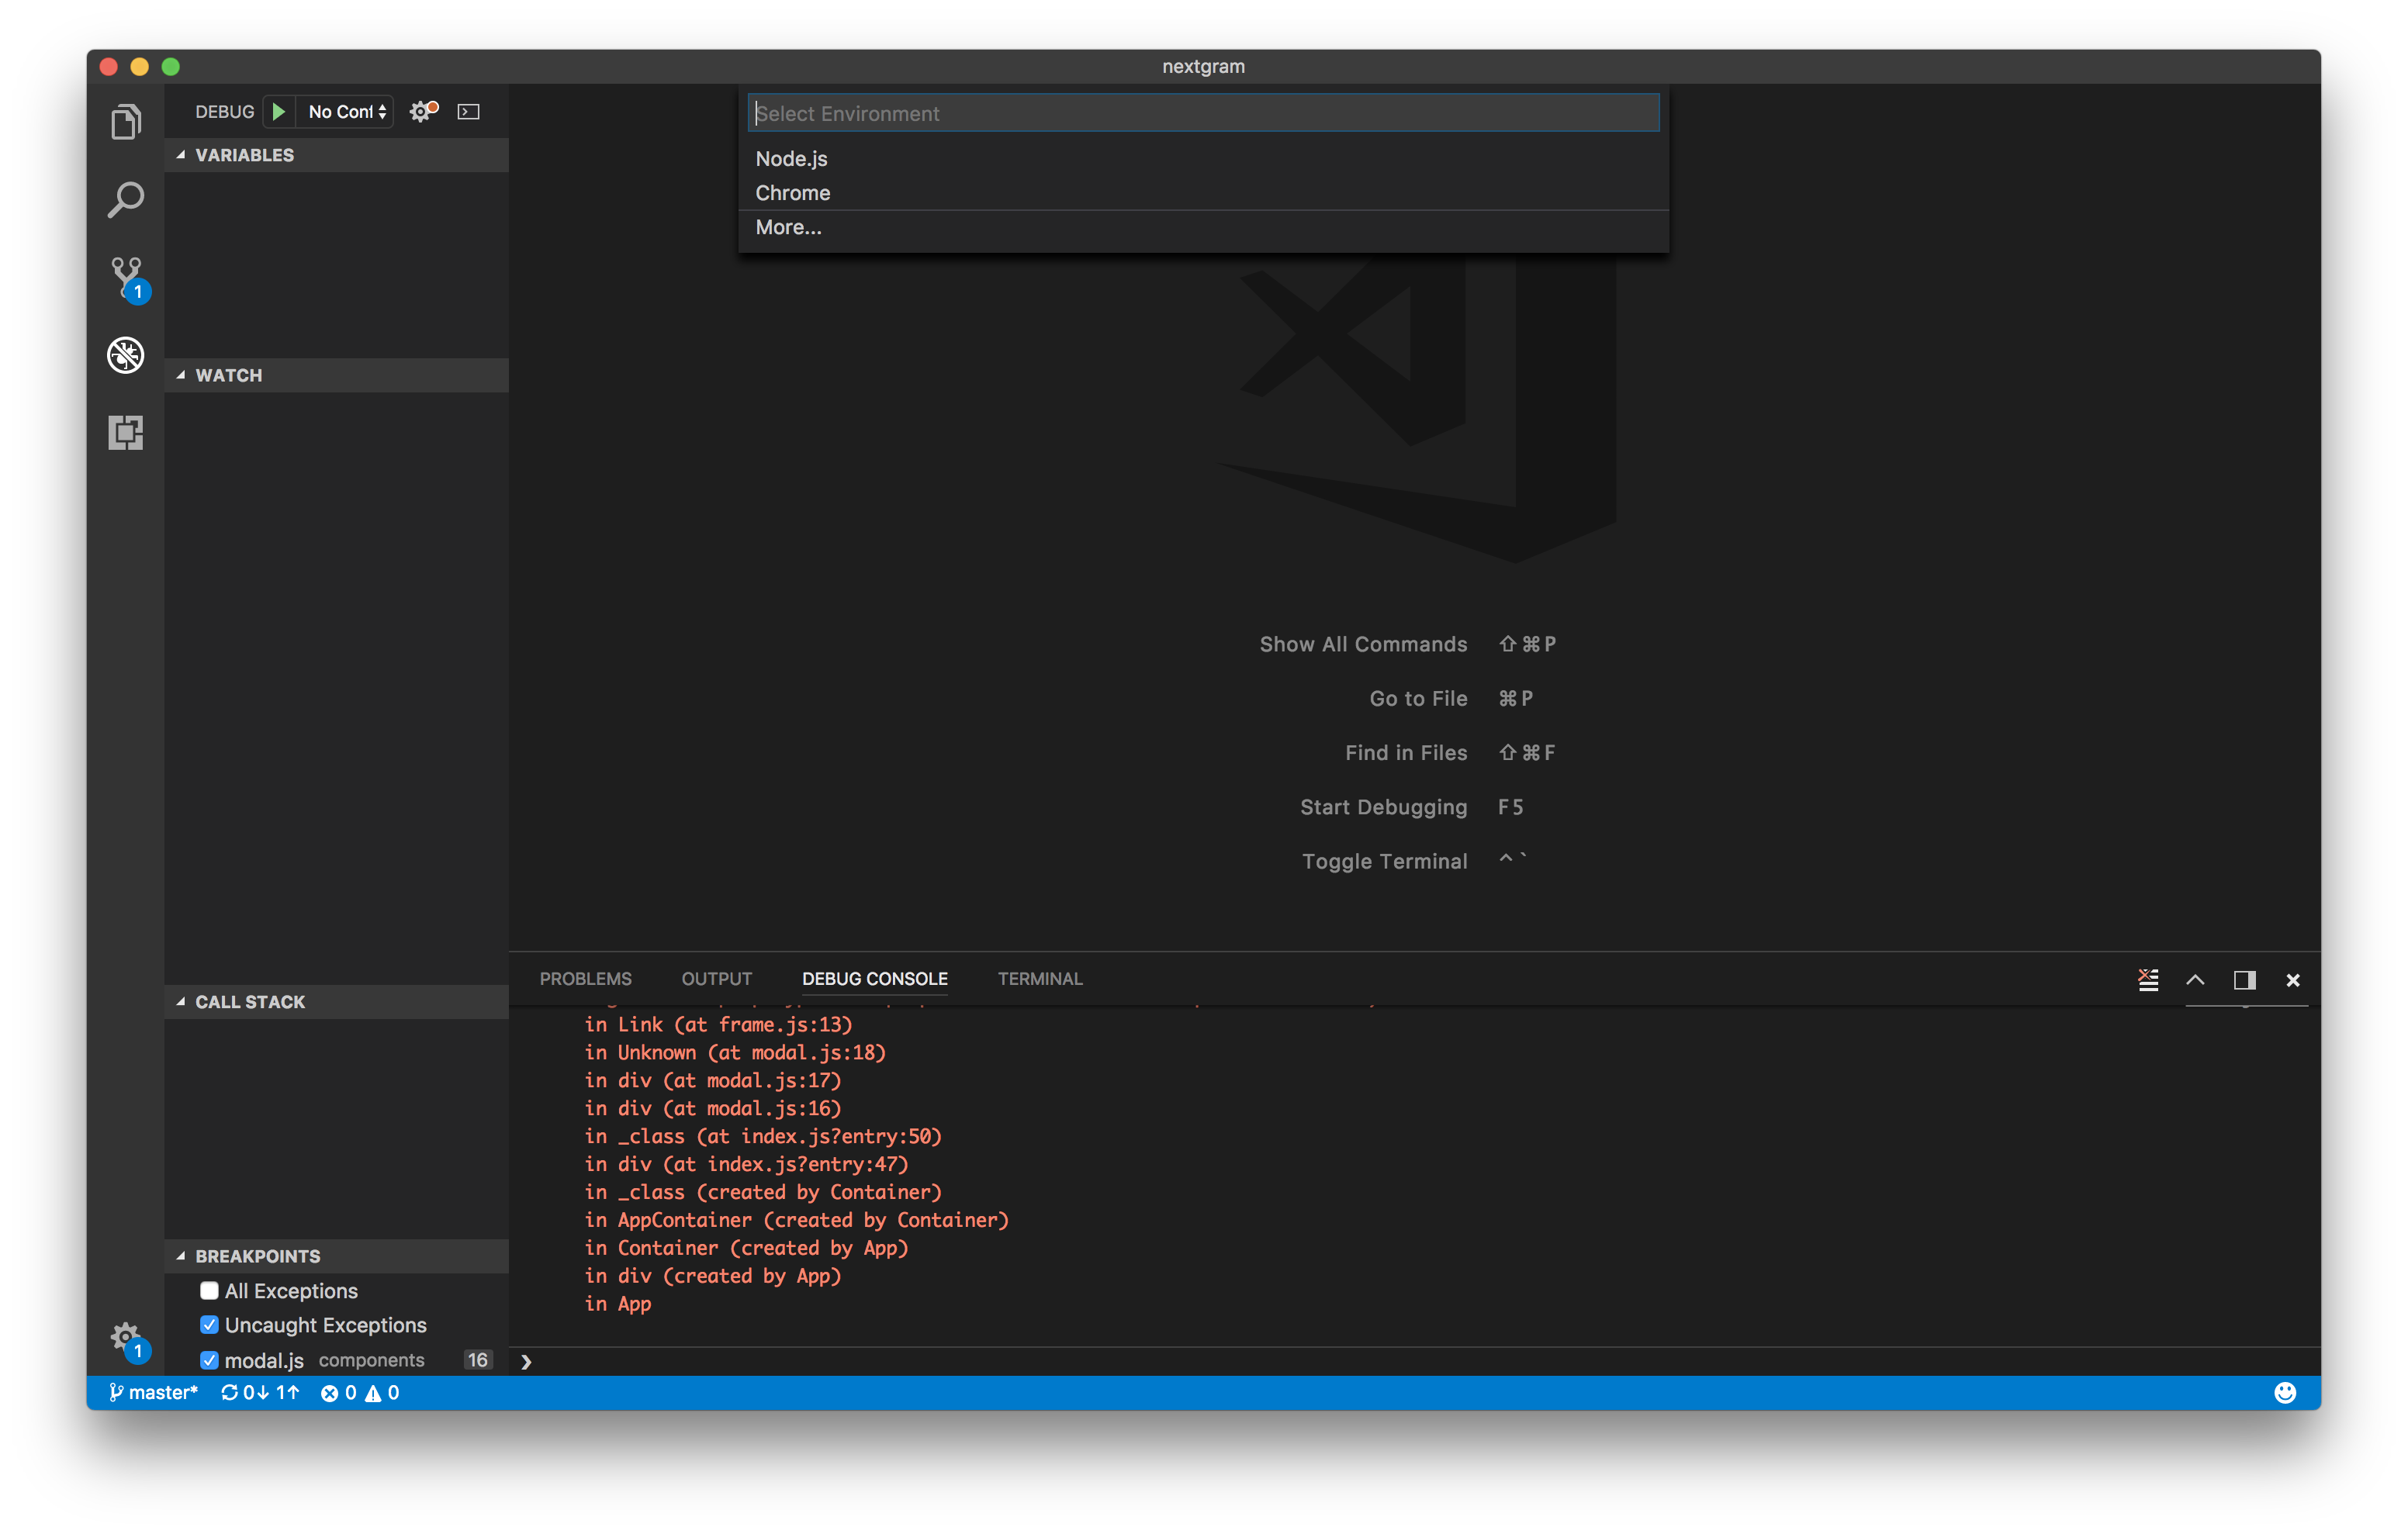 nextgram
DEBUG No Conf
Select Environment
Node.js
Chrome
More...
VARIABLES
1
WATCH
Show All Commands ⇧⌘P
Go to File ⌘P
Find in Files ⇧⌘F
Start Debugging F5
Toggle Terminal ^`
PROBLEMS OUTPUT DEBUG CONSOLE TERMINAL
CALL STACK
in Link (at frame.js:13)
in Unknown (at modal.js:18)
in div (at modal.js:17)
in div (at modal.js:16)
in _class (at index.js?entry:50)
in div (at index.js?entry:47)
in _class (created by Container)
in AppContainer (created by Container)
in Container (created by App)
in div (created by App)
in App
BREAKPOINTS
All Exceptions
Uncaught Exceptions
modal.js components 16
1
❯
master* 0↓ 1↑ 0 0